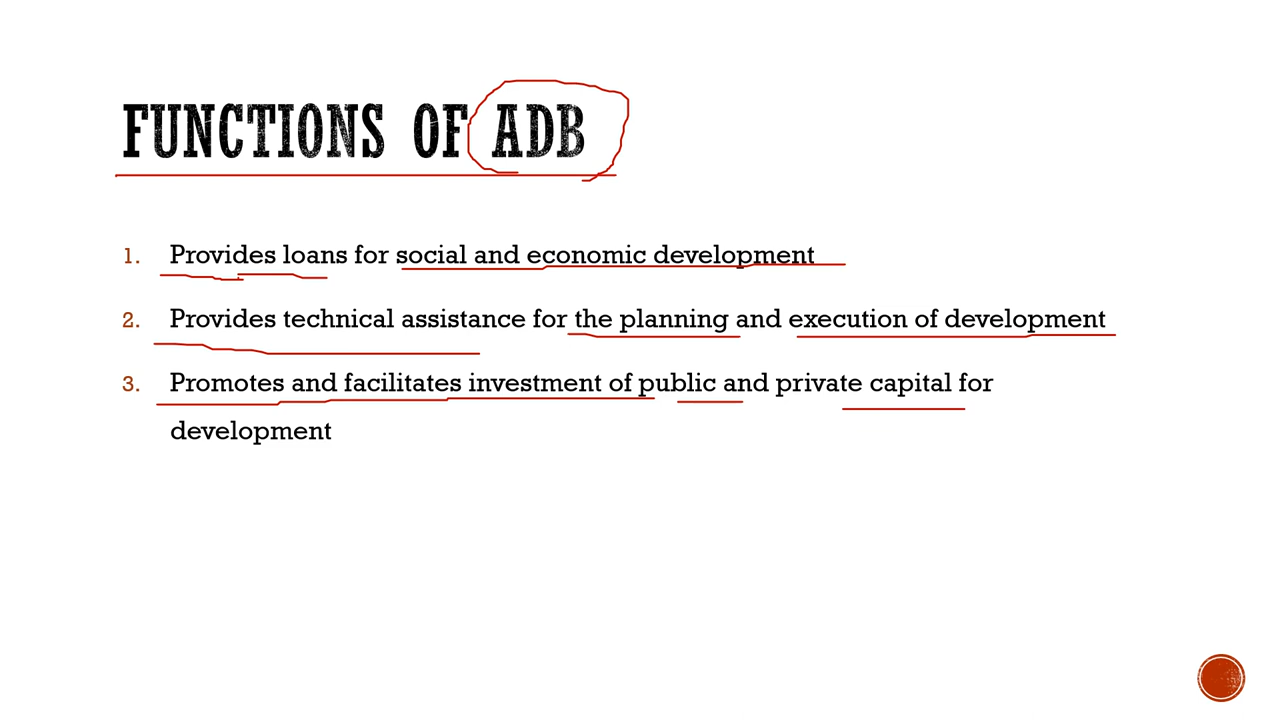 FUNCTIONS OF ADB
1. Provides loans for social and economic development
2. Provides technical assistance for the planning and execution of development
3. Promotes and facilitates investment of public and private capital for
development